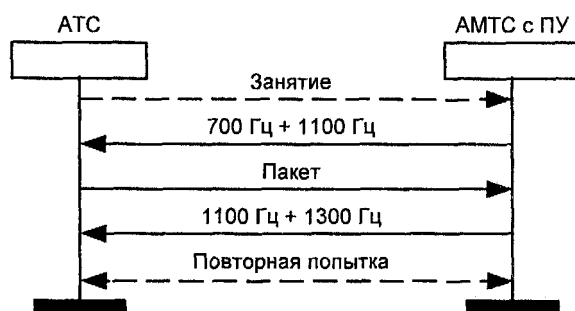 АТС
АМТС с ПУ
Занятие
700 Гц + 1100 Гц
Пакет
1100 Гц + 1300 Гц
Повторная попытка